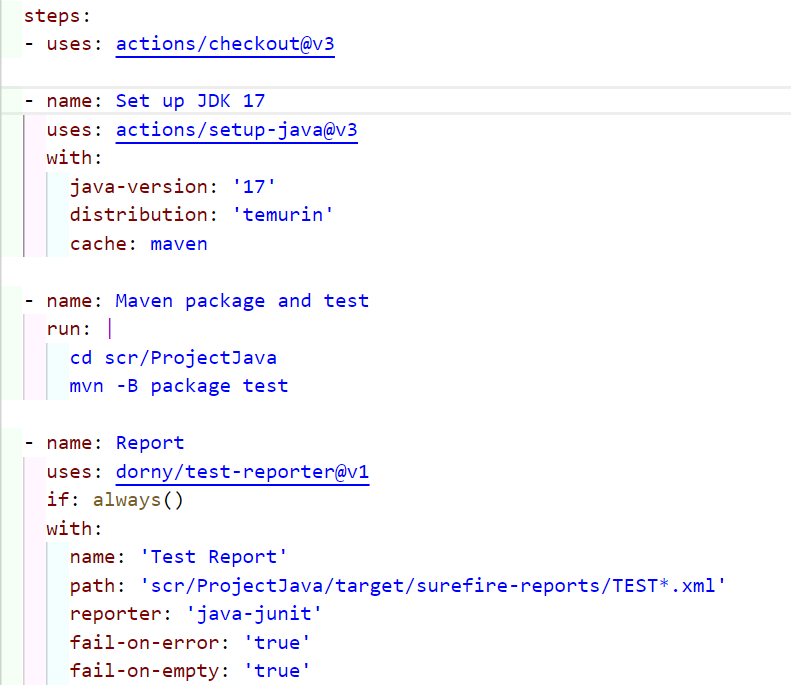 steps:
- uses: actions/checkout@v3
- name: Set up JDK 17
uses: actions/setup-java@v3
with:
java-version: '17'
distribution: 'temurin'
cache: maven
- name: Maven package and test
run: |
cd scr/ProjectJava
mvn -B package test
- name: Report
uses: dorny/test-reporter@v1
if: always()
with:
name: 'Test Report'
path: 'scr/ProjectJava/target/surefire-reports/TEST*.xml'
reporter: 'java-junit'
fail-on-error: 'true'
fail-on-empty: 'true'